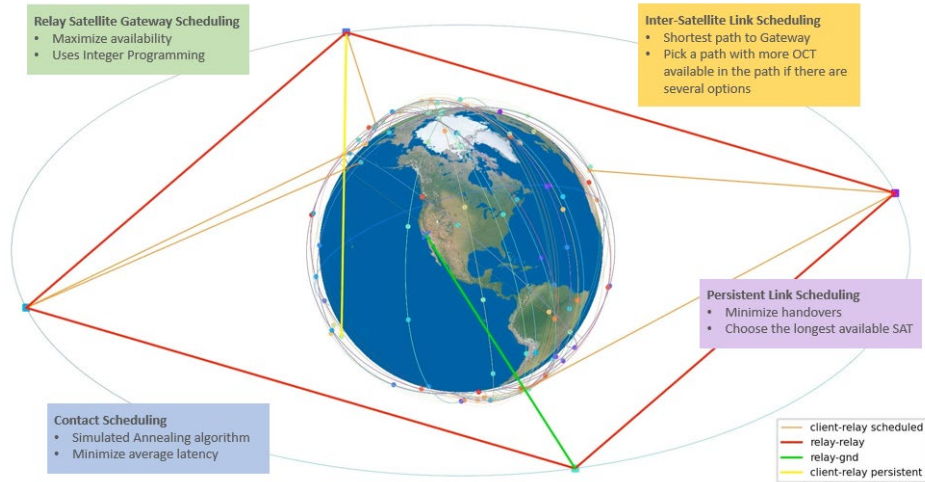 Relay Satellite Gateway Scheduling
• Maximize availability
• Uses Integer Programming
Inter-Satellite Link Scheduling
• Shortest path to Gateway
• Pick a path with more OCT
available in the path if there are
several options
Persistent Link Scheduling
• Minimize handovers
• Choose the longest available SAT
Contact Scheduling
• Simulated Annealing algorithm
• Minimize average latency
client-relay scheduled
relay-relay
relay-gnd
client-relay persistent